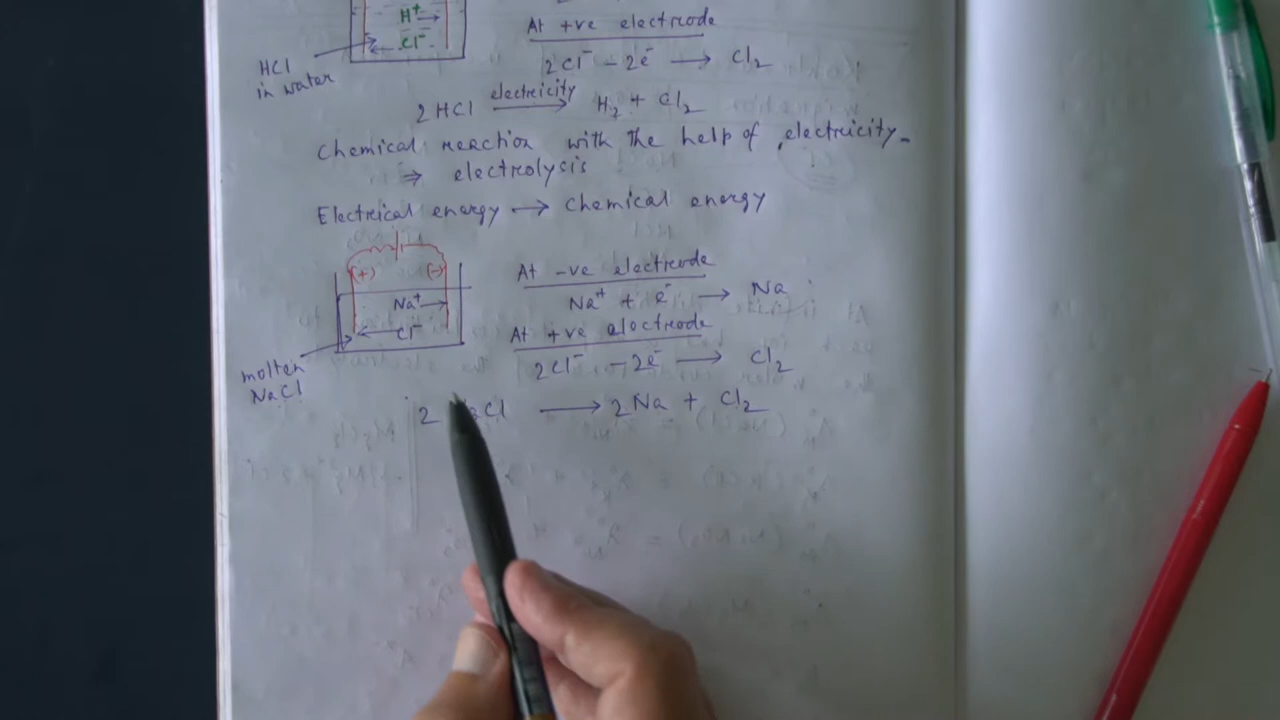 H⁺ →
Cl⁻
HCl
in water
At +ve electrode
2Cl⁻ - 2e⁻ → Cl₂
2HCl electricity → H₂ + Cl₂
Chemical reaction with the help of electricity.
⇒ electrolysis
Electrical energy → Chemical energy
(+) (-)
Na⁺ →
← Cl⁻
molten
NaCl
At -ve electrode
Na⁺ + e⁻ → Na
At +ve electrode
2Cl⁻ - 2e⁻ → Cl₂
2 aCl → 2Na + Cl₂